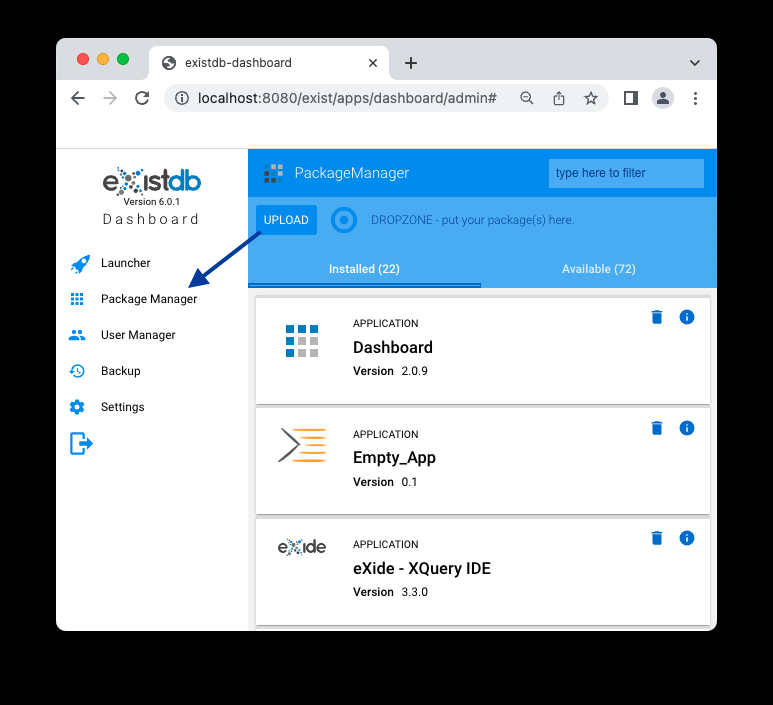 existdb-dashboard
localhost:8080/exist/apps/dashboard/admin#
existdb
Version 6.0.1
Dashboard
Launcher
Package Manager
User Manager
Backup
Settings
PackageManager
type here to filter
UPLOAD
DROPZONE - put your package(s) here.
Installed (22)
Available (72)
APPLICATION
Dashboard
Version 2.0.9
APPLICATION
Empty_App
Version 0.1
eXide
APPLICATION
eXide - XQuery IDE
Version 3.3.0